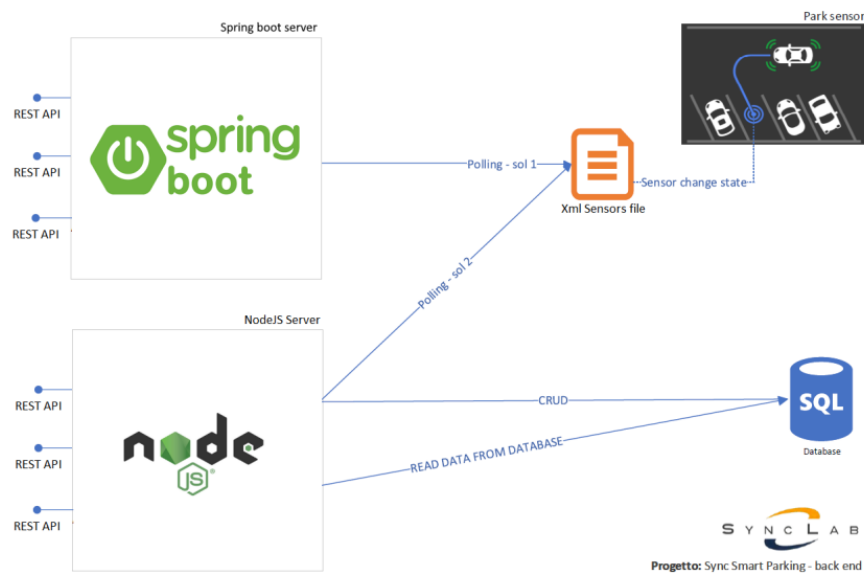 Spring boot server
Park sensor
REST API
REST API
REST API
spring
boot
Polling - sol 1
Sensor change state
Xml Sensors file
Polling - sol 2
NodeJS Server
REST API
REST API
REST API
node
JS
CRUD
READ DATA FROM DATABASE
SQL
Database
SYNC LAB
Progetto: Sync Smart Parking - back end